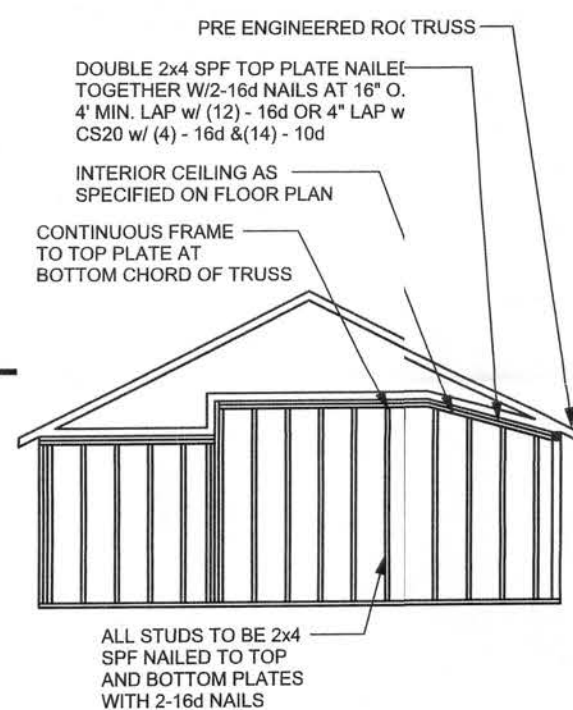 PRE ENGINEERED ROC TRUSS
DOUBLE 2x4 SPF TOP PLATE NAILED
TOGETHER W/2-16d NAILS AT 16" O.
4' MIN. LAP w/ (12) - 16d OR 4" LAP w
CS20 w/ (4) - 16d &(14) - 10d
INTERIOR CEILING AS
SPECIFIED ON FLOOR PLAN
CONTINUOUS FRAME
TO TOP PLATE AT
BOTTOM CHORD OF TRUSS
ALL STUDS TO BE 2x4
SPF NAILED TO TOP
AND BOTTOM PLATES
WITH 2-16d NAILS